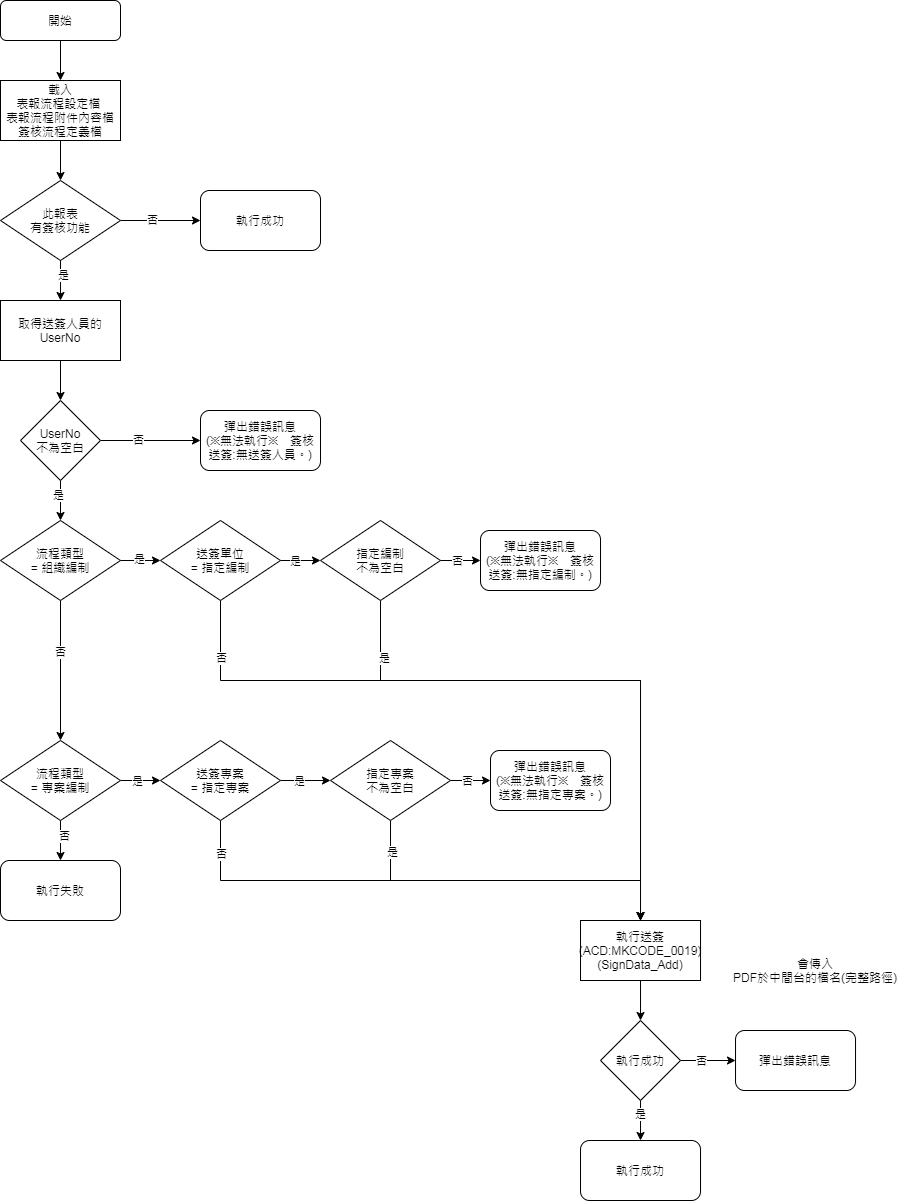 開始
載入
表報流程設定檔
表報流程附件內容檔
簽核流程定義檔
此報表
有簽核功能
否
執行成功
是
取得送簽人員的
UserNo
UserNo
不為空白
否
彈出錯誤訊息
(※無法執行※　簽核
送簽:無送簽人員。)
是
流程類型
= 組織編制
是
送簽單位
= 指定編制
是
指定編制
不為空白
否
彈出錯誤訊息
(※無法執行※　簽核
送簽:無指定編制。)
否
否
是
流程類型
= 專案編制
是
送簽專案
= 指定專案
是
指定專案
不為空白
否
彈出錯誤訊息
(※無法執行※　簽核
送簽:無指定專案。)
否
否
是
執行失敗
執行送簽
(ACD:MKCODE_0019)
(SignData_Add)
會傳入
PDF於中間台的檔名(完整路徑)
執行成功
否
彈出錯誤訊息
是
執行成功